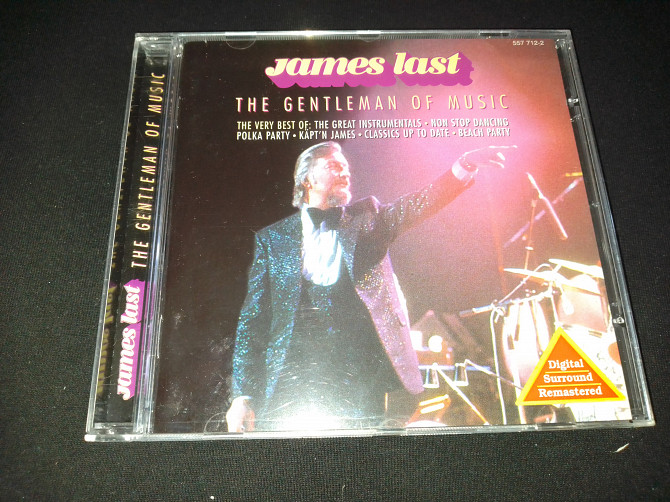 557 712-2
james last
THE GENTLEMAN OF MUSIC
THE VERY BEST OF: THE GREAT INSTRUMENTALS • NON STOP DANCING
POLKA PARTY • KÄPT'N JAMES • CLASSICS UP TO DATE • BEACH PARTY
Digital
Surround
Remastered
james last THE GENTLEMAN OF MUSIC